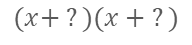 (x+ ?)(x + ?)